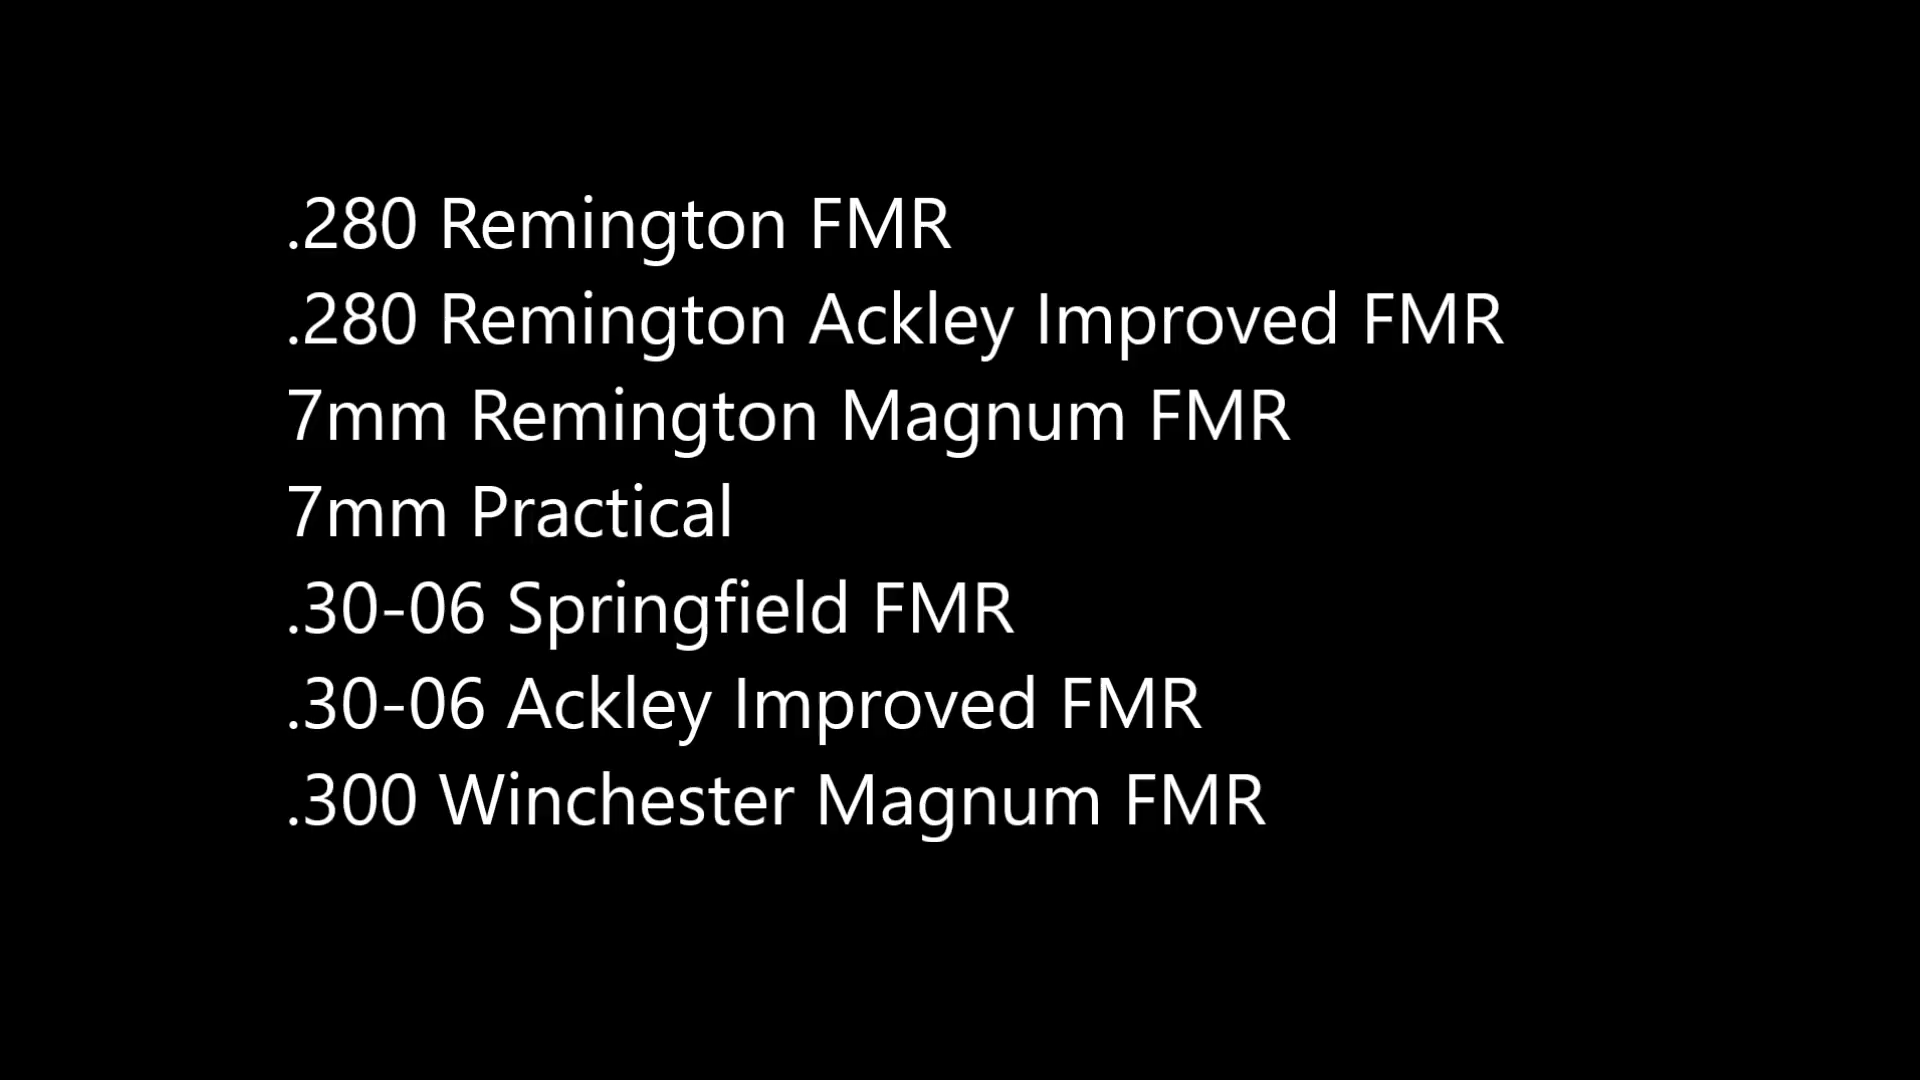 .280 Remington FMR
.280 Remington Ackley Improved FMR
7mm Remington Magnum FMR
7mm Practical
.30-06 Springfield FMR
.30-06 Ackley Improved FMR
.300 Winchester Magnum FMR